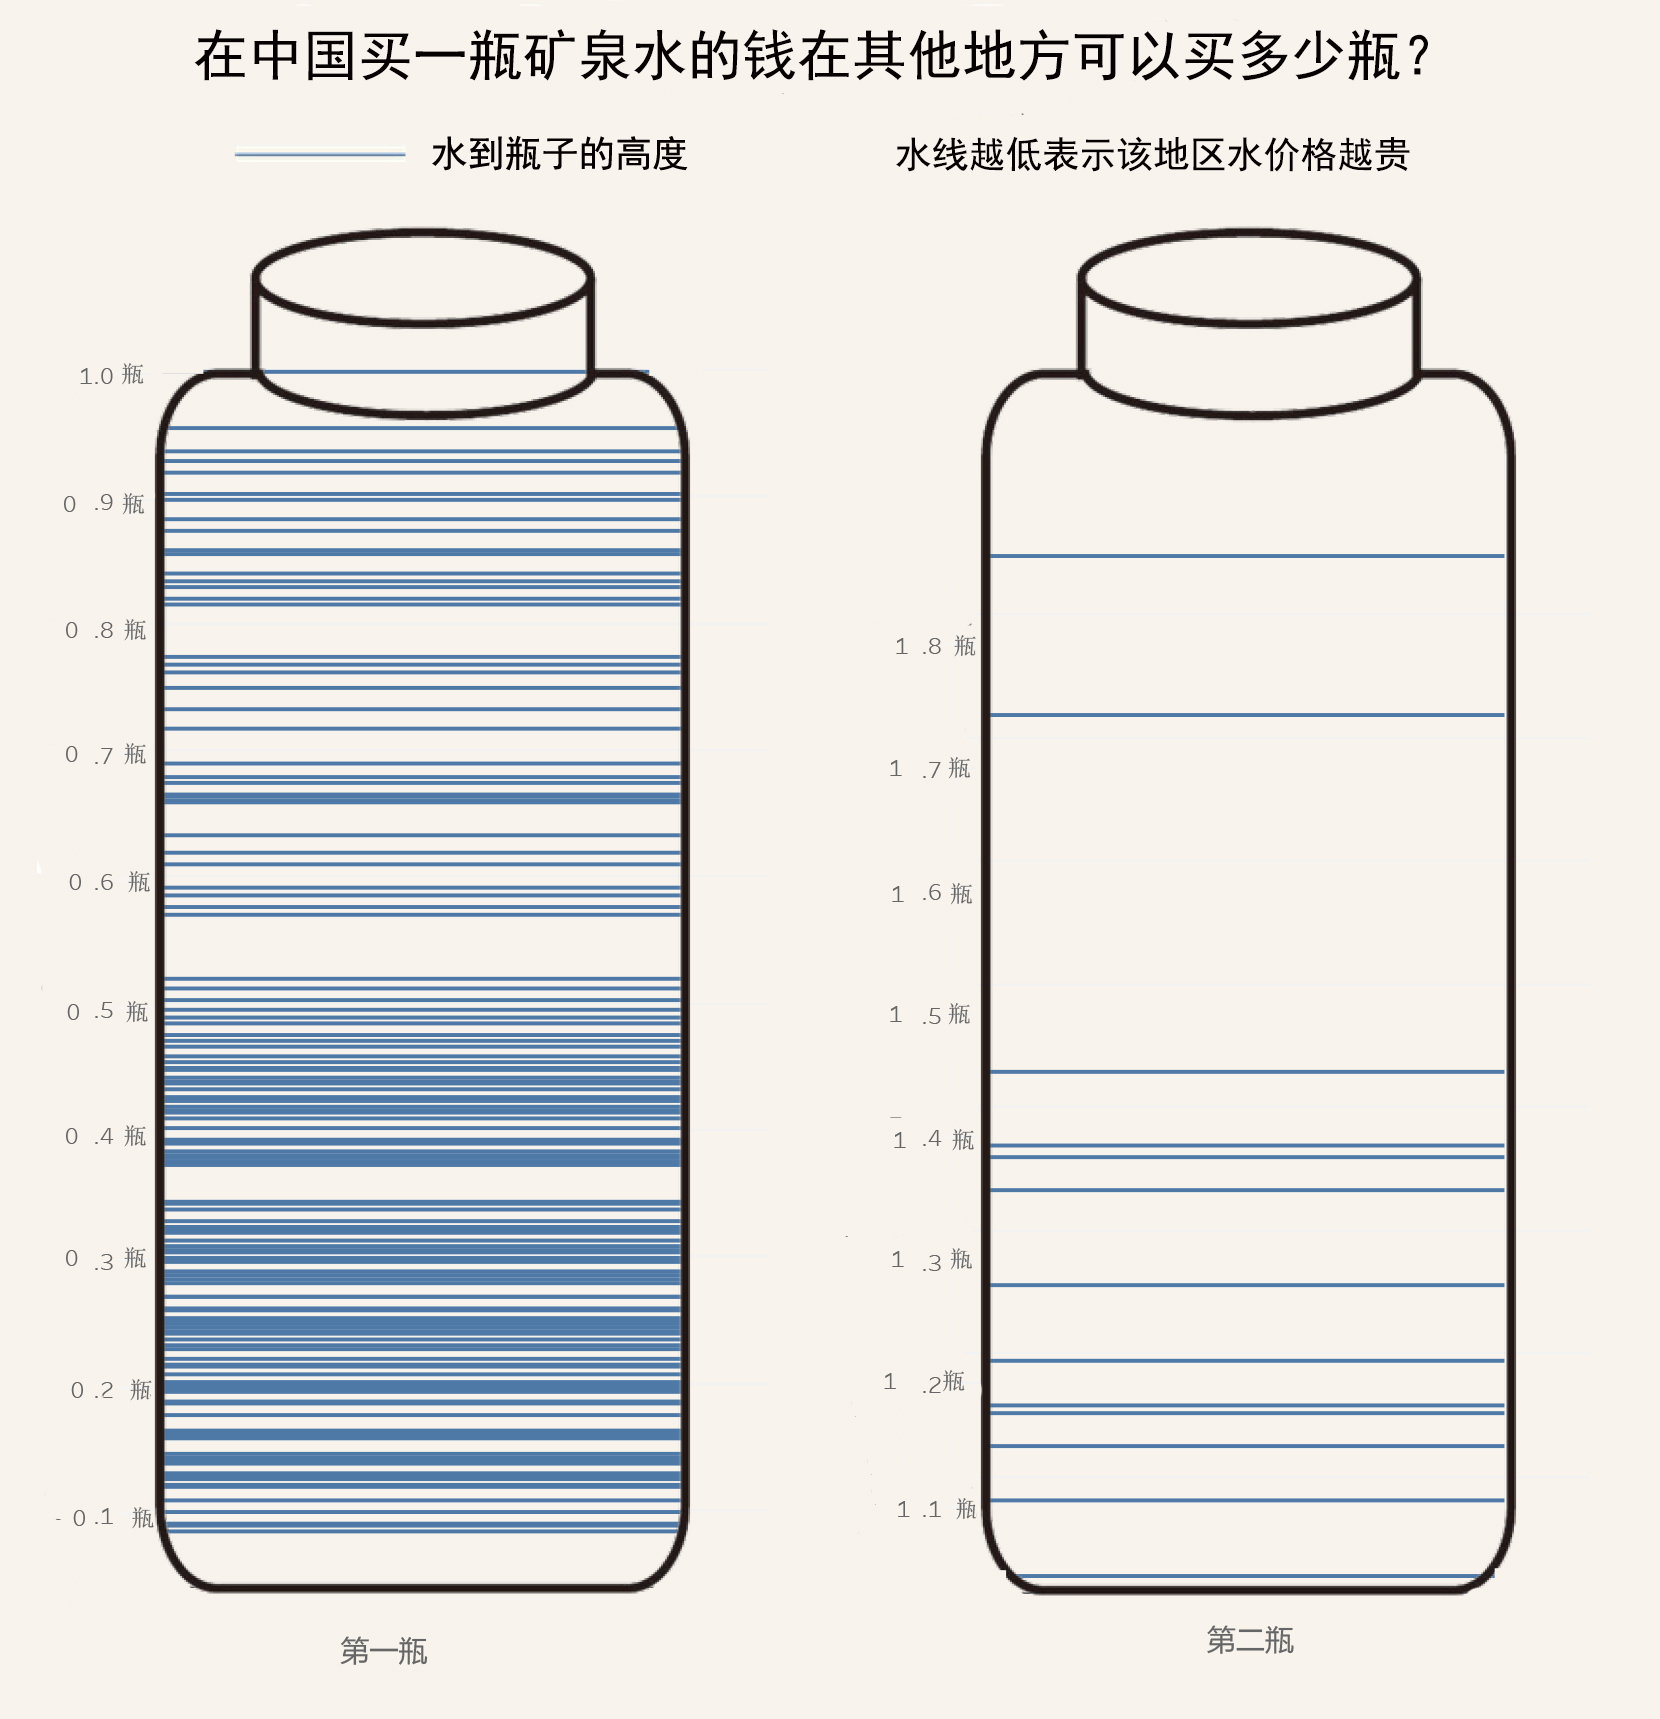 在中国买一瓶矿泉水的钱在其他地方可以买多少瓶？
水到瓶子的高度
水线越低表示该地区水价格越贵
1.0 瓶
0 .9 瓶
0 .8 瓶
0 .7 瓶
0 .6 瓶
0 .5 瓶
0 .4 瓶
0 .3 瓶
0 .2 瓶
0 .1 瓶
第一瓶
1 .8 瓶
1 .7 瓶
1 .6 瓶
1 .5 瓶
1 .4 瓶
1 .3 瓶
1 .2瓶
1 .1 瓶
第二瓶